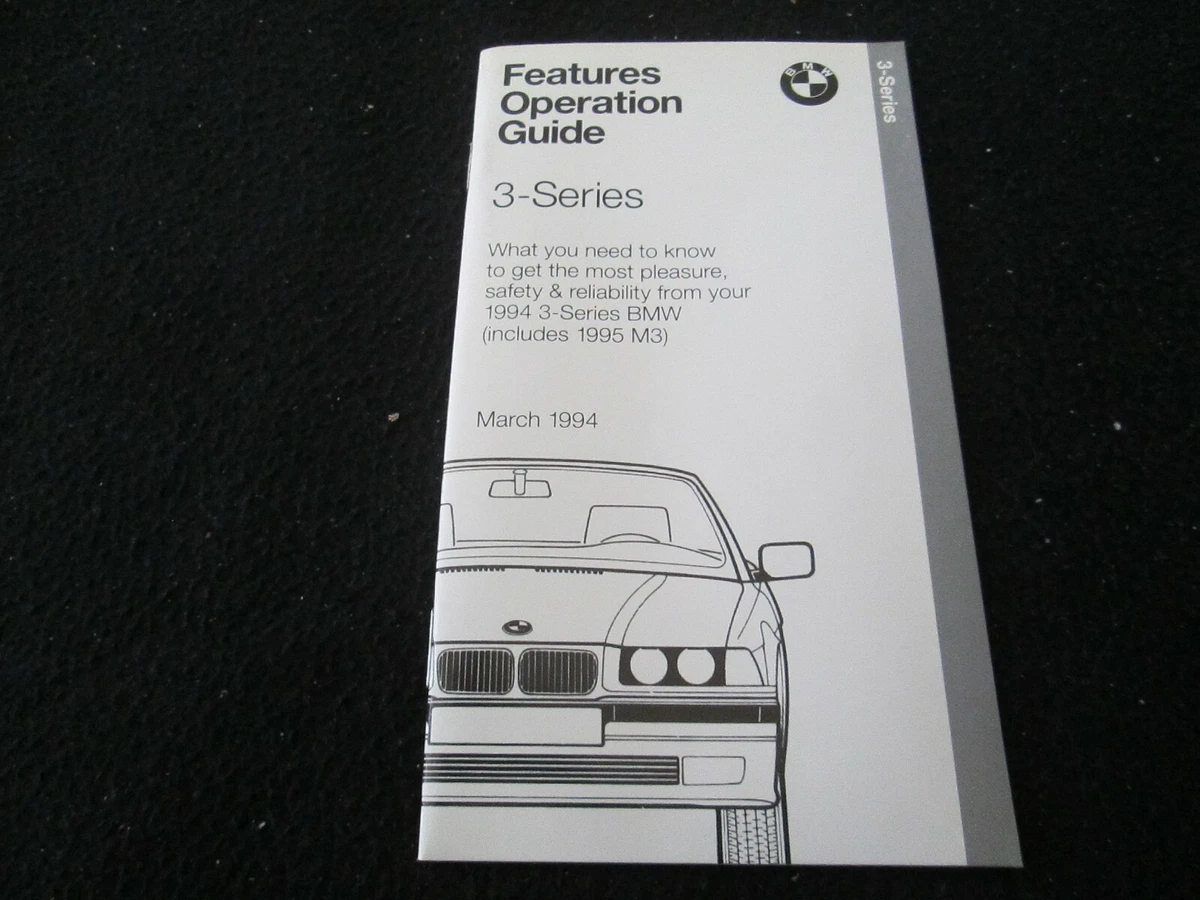 Features
Operation
Guide
BMW
3-Series
3-Series
What you need to know
to get the most pleasure,
safety & reliability from your
1994 3-Series BMW
(includes 1995 M3)
March 1994